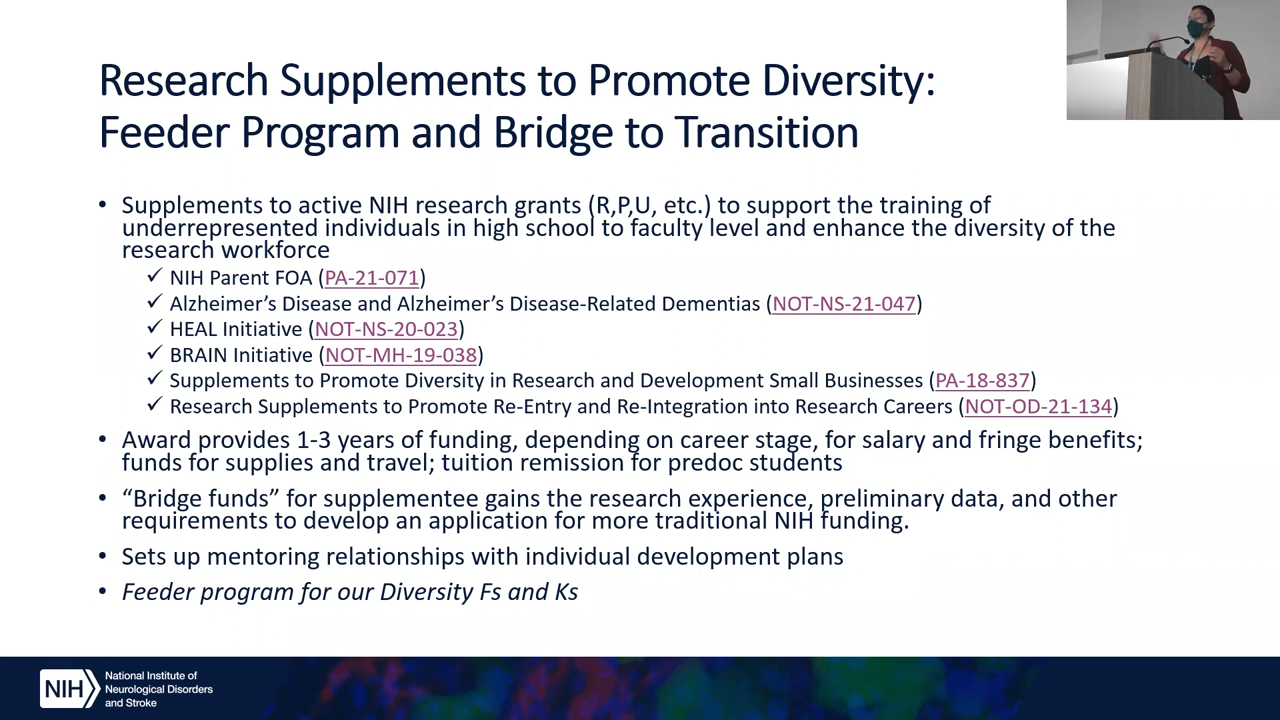 Research Supplements to Promote Diversity:
Feeder Program and Bridge to Transition
• Supplements to active NIH research grants (R,P,U, etc.) to support the training of
underrepresented individuals in high school to faculty level and enhance the diversity of the
research workforce
✓ NIH Parent FOA (PA-21-071)
✓ Alzheimer’s Disease and Alzheimer’s Disease-Related Dementias (NOT-NS-21-047)
✓ HEAL Initiative (NOT-NS-20-023)
✓ BRAIN Initiative (NOT-MH-19-038)
✓ Supplements to Promote Diversity in Research and Development Small Businesses (PA-18-837)
✓ Research Supplements to Promote Re-Entry and Re-Integration into Research Careers (NOT-OD-21-134)
• Award provides 1-3 years of funding, depending on career stage, for salary and fringe benefits;
funds for supplies and travel; tuition remission for predoc students
• “Bridge funds” for supplementee gains the research experience, preliminary data, and other
requirements to develop an application for more traditional NIH funding.
• Sets up mentoring relationships with individual development plans
• Feeder program for our Diversity Fs and Ks
NIH
National Institute of
Neurological Disorders
and Stroke